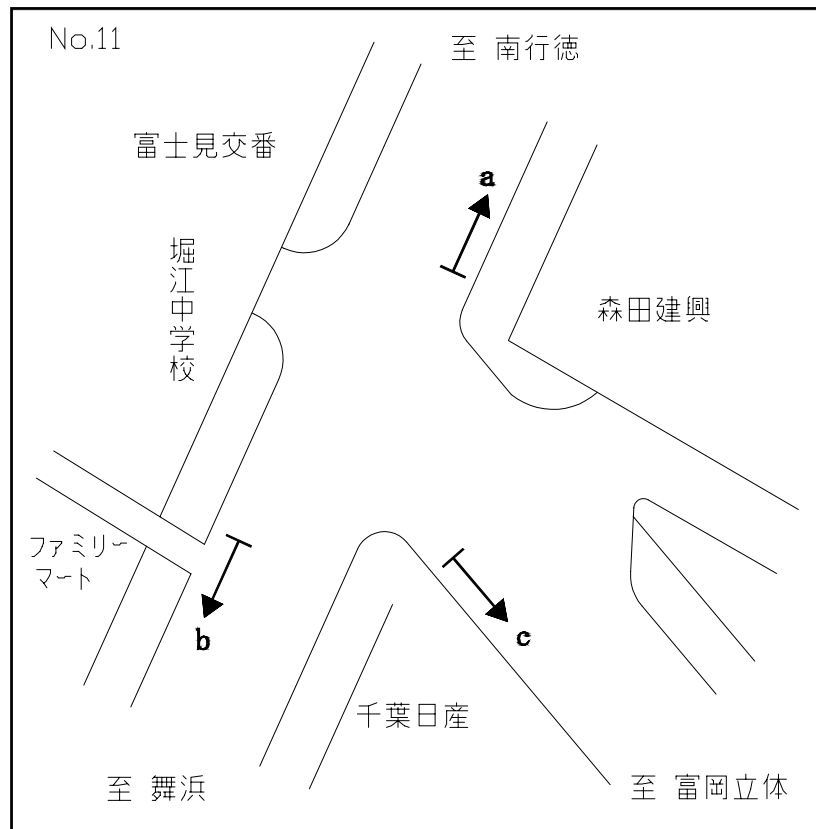 No.11
至 南行徳
富士見交番
a
堀江中学校
森田建興
ファミリー
マート
b
c
千葉日産
至 舞浜
至 富岡立体